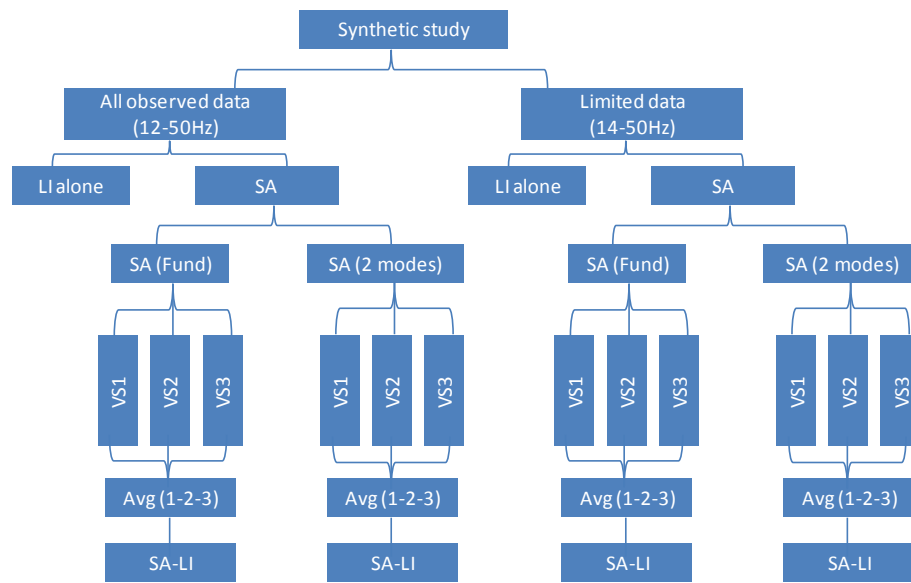 Synthetic study
All observed data
(12-50Hz)
Limited data
(14-50Hz)
LI alone
SA
LI alone
SA
SA (Fund)
SA (2 modes)
SA (Fund)
SA (2 modes)
VS1
VS2
VS3
VS1
VS2
VS3
VS1
VS2
VS3
VS1
VS2
VS3
Avg (1-2-3)
Avg (1-2-3)
Avg (1-2-3)
Avg (1-2-3)
SA-LI
SA-LI
SA-LI
SA-LI